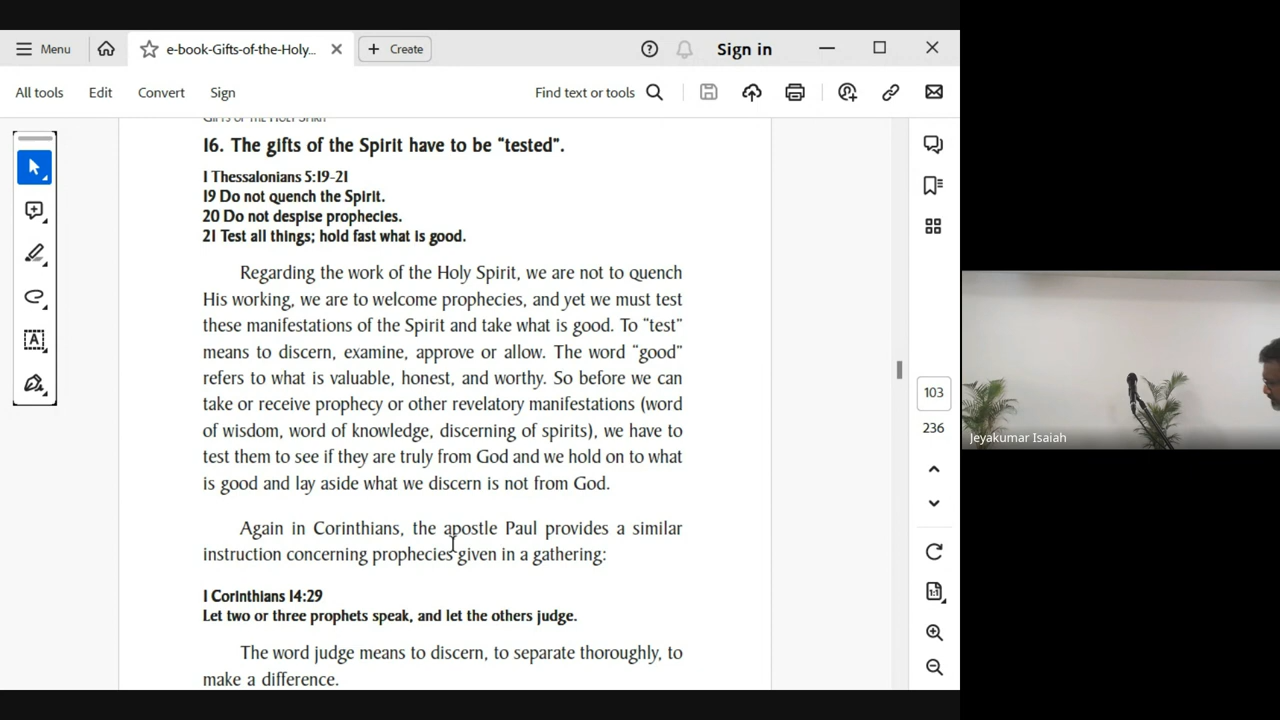 Menu
e-book-Gifts-of-the-Holy...
Create
Sign in
All tools
Edit
Convert
Sign
Find text or tools
GIFTS OF THE HOLY SPIRIT
16. The gifts of the Spirit have to be “tested”.
1 Thessalonians 5:19-21
19 Do not quench the Spirit.
20 Do not despise prophecies.
21 Test all things; hold fast what is good.
Regarding the work of the Holy Spirit, we are not to quench
His working, we are to welcome prophecies, and yet we must test
these manifestations of the Spirit and take what is good. To “test”
means to discern, examine, approve or allow. The word “good”
refers to what is valuable, honest, and worthy. So before we can
take or receive prophecy or other revelatory manifestations (word
of wisdom, word of knowledge, discerning of spirits), we have to
test them to see if they are truly from God and we hold on to what
is good and lay aside what we discern is not from God.
Again in Corinthians, the apostle Paul provides a similar
instruction concerning prophecies given in a gathering:
1 Corinthians 14:29
Let two or three prophets speak, and let the others judge.
The word judge means to discern, to separate thoroughly, to
make a difference.
103
236
1:1
Jeyakumar Isaiah